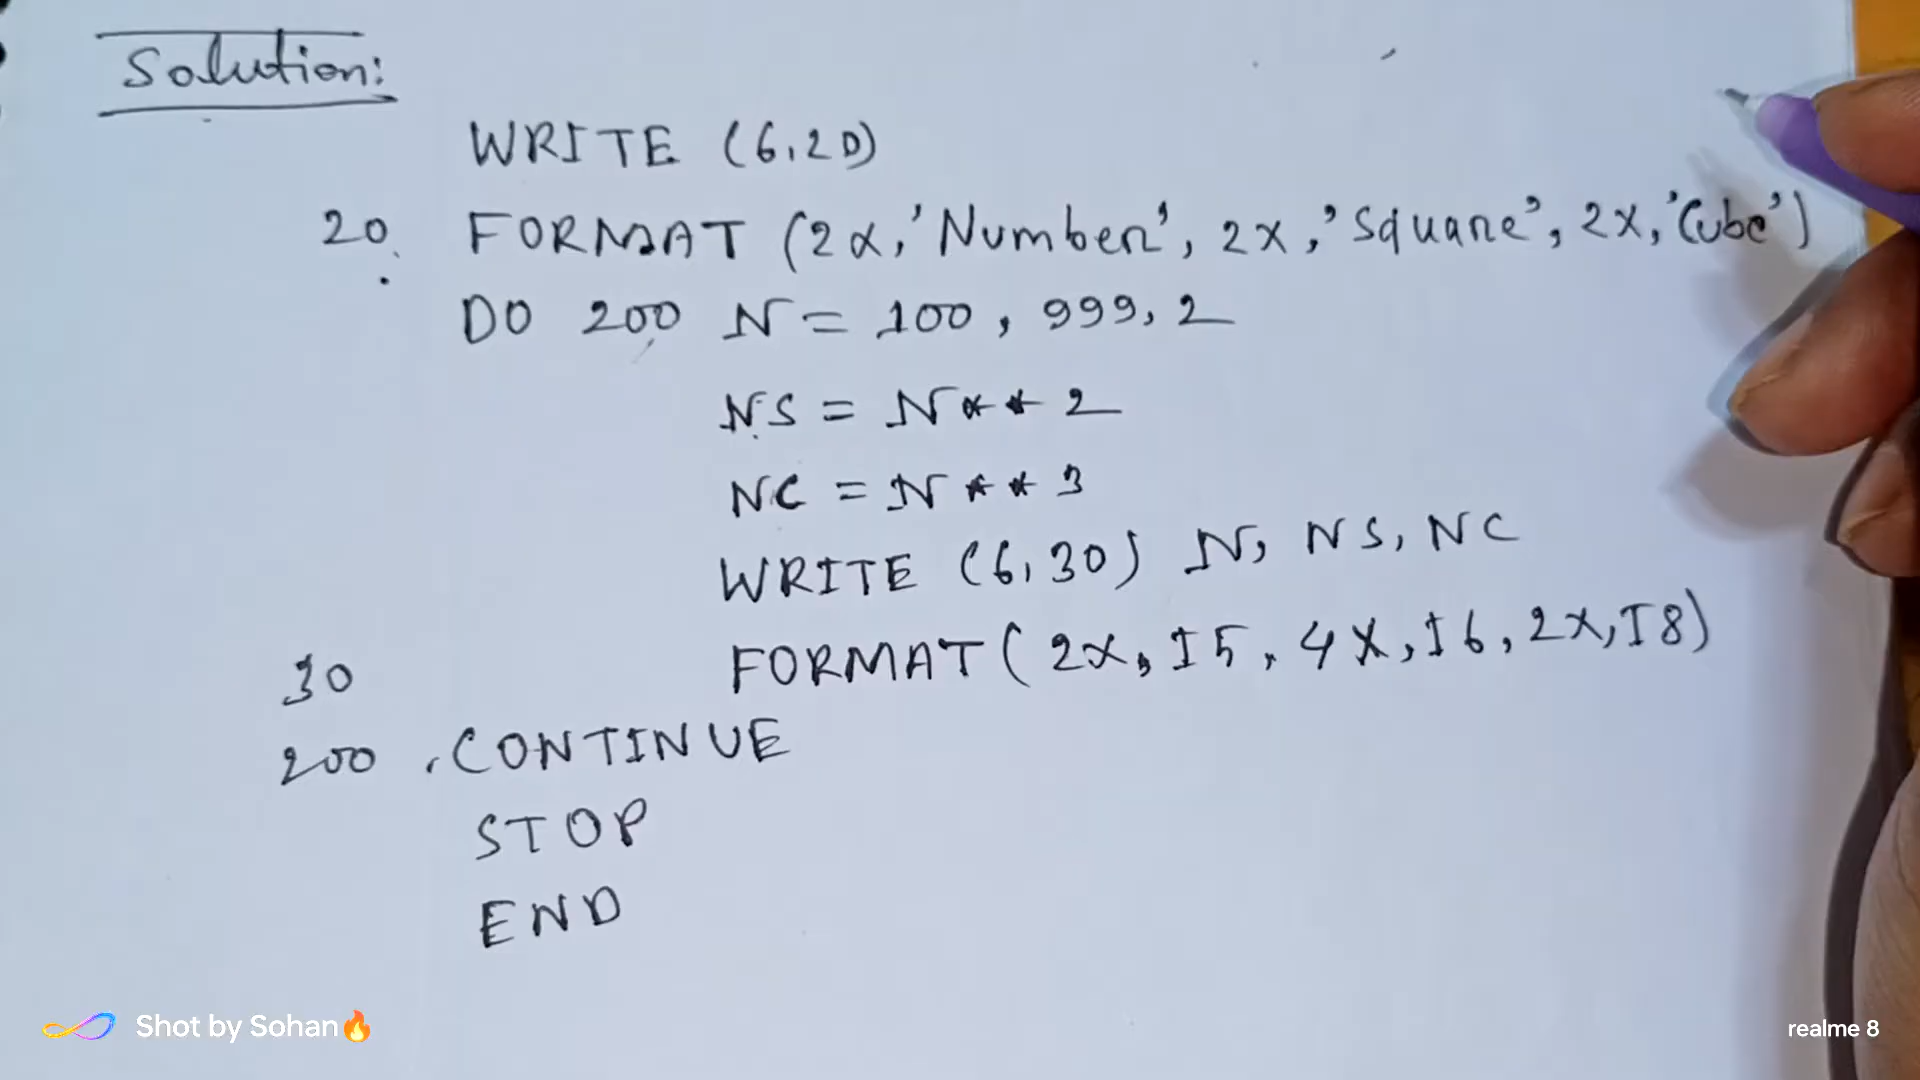 Solution:
WRITE (6,20)
20 FORMAT (2X,'Number', 2X,'Square', 2X,'Cube')
DO 200 N = 100, 999, 2
NS = N**2
NC = N**3
WRITE (6,30) N, NS, NC
30 FORMAT (2X, I5, 4X, I6, 2X, I8)
200 CONTINUE
STOP
END
Shot by Sohan🔥
realme 8